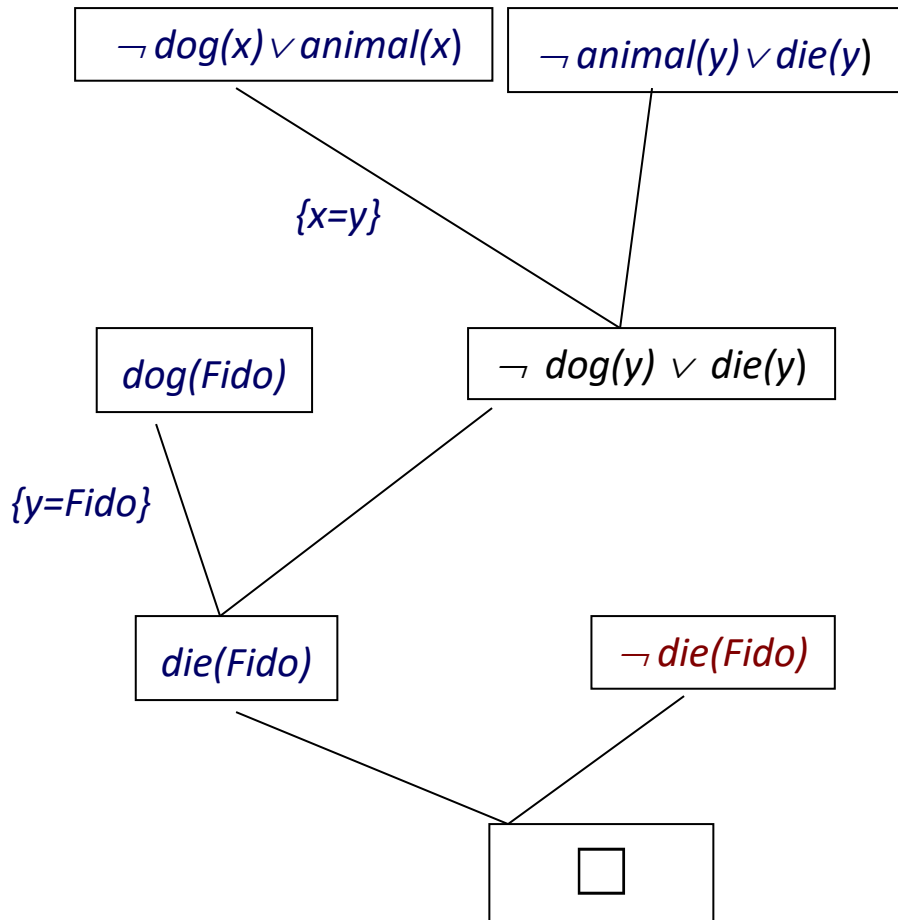 ¬ dog(x) ∨ animal(x)
¬ animal(y) ∨ die(y)
{x=y}
dog(Fido)
¬ dog(y) ∨ die(y)
{y=Fido}
die(Fido)
¬ die(Fido)
□